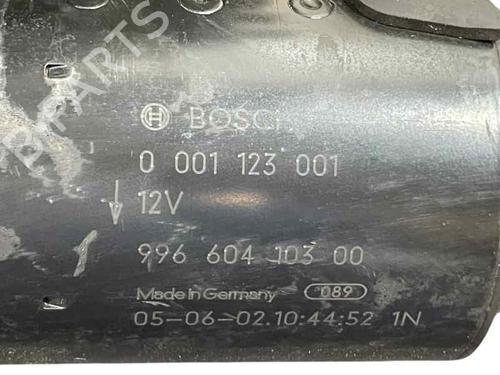 BOSCH
0 001 123 001
12V
996 604 103 00
Made in Germany 089
05-06-02.10:44:52 1N